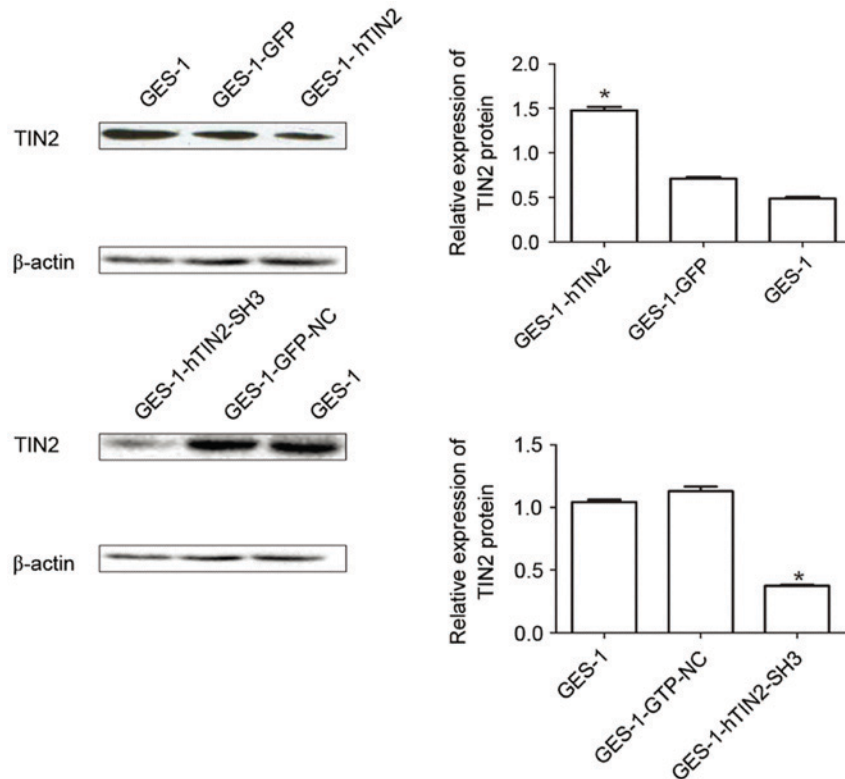 GES-1
GES-1-GFP
GES-1- hTIN2
TIN2
β-actin
GES-1-hTIN2-SH3
GES-1-GFP-NC
GES-1
TIN2
β-actin
Relative expression of
TIN2 protein
2.0
1.5
1.0
0.5
0.0
*
GES-1-hTIN2
GES-1-GFP
GES-1
Relative expression of
TIN2 protein
1.5
1.0
0.5
0.0
*
GES-1
GES-1-GTP-NC
GES-1-hTIN2-SH3